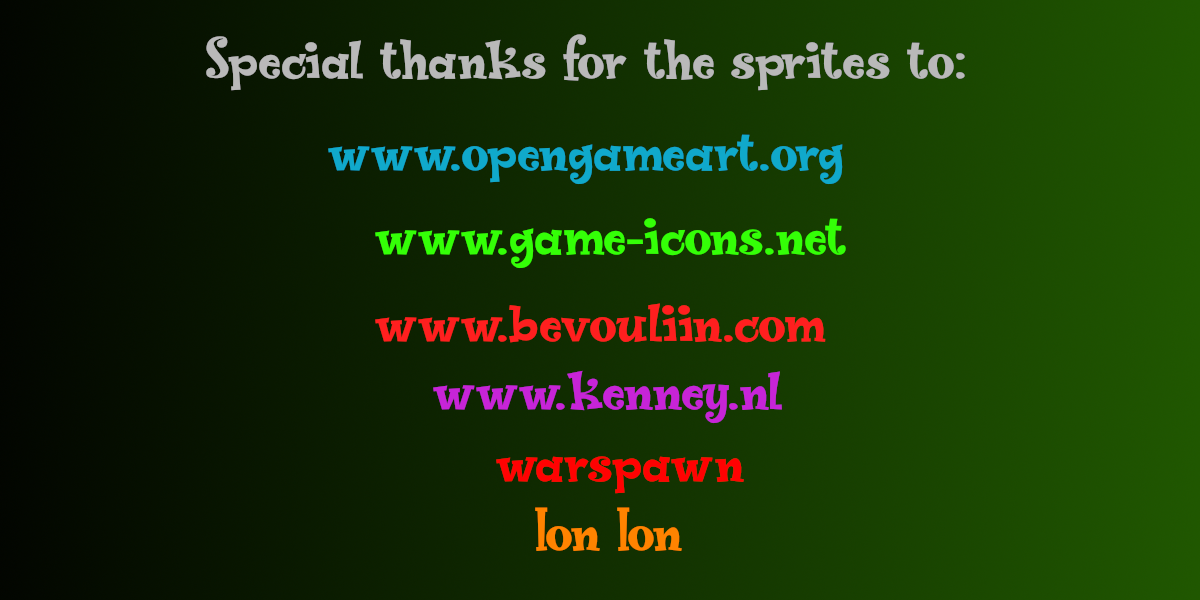 Special thanks for the sprites to:
www.opengameart.org
www.game-icons.net
www.bevouliin.com
www.kenney.nl
warspawn
lon lon